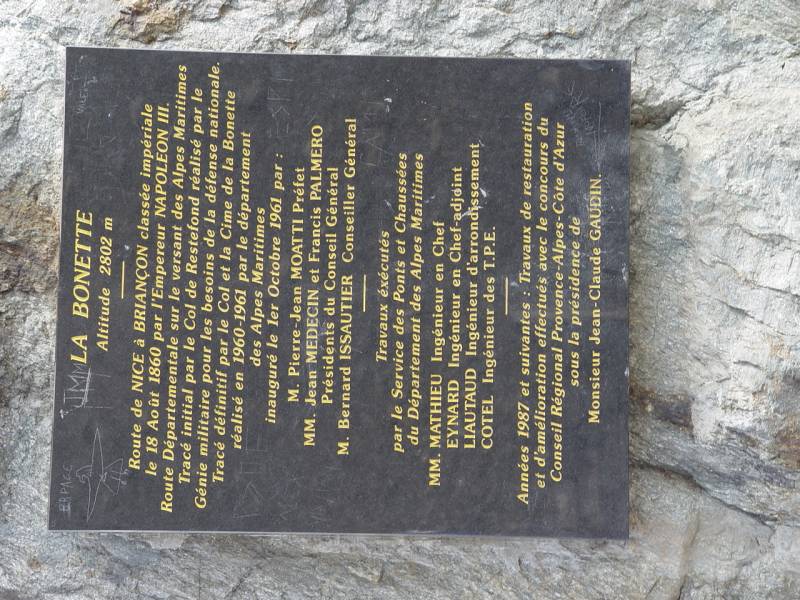 LA BONETTE
Altitude 2802 m
Route de NICE à BRIANÇON classée impériale
le 18 Août 1860 par l'Empereur NAPOLEON III.
Route Départementale sur le versant des Alpes Maritimes
Tracé initial par le Col de Restefond réalisé par le
Génie militaire pour les besoins de la défense nationale.
Tracé définitif par le Col et la Cime de la Bonette
réalisé en 1960-1961 par le département
des Alpes Maritimes
inauguré le 1er Octobre 1961 par :
M. Pierre-Jean MOATTI Préfet
MM. Jean MEDECIN et Francis PALMERO
Présidents du Conseil Général
M. Bernard ISSAUTIER Conseiller Général
Travaux éxécutés
par le Service des Ponts et Chaussées
du Département des Alpes Maritimes
MM. MATHIEU Ingénieur en Chef
EYNARD Ingénieur en Chef-adjoint
LIAUTAUD Ingénieur d'arrondissement
COTEL Ingénieur des T.P.E.
Années 1987 et suivantes : Travaux de restauration
et d'amélioration effectués avec le concours du
Conseil Régional Provence-Alpes-Côte d'Azur
sous la présidence de
Monsieur Jean-Claude GAUDIN.